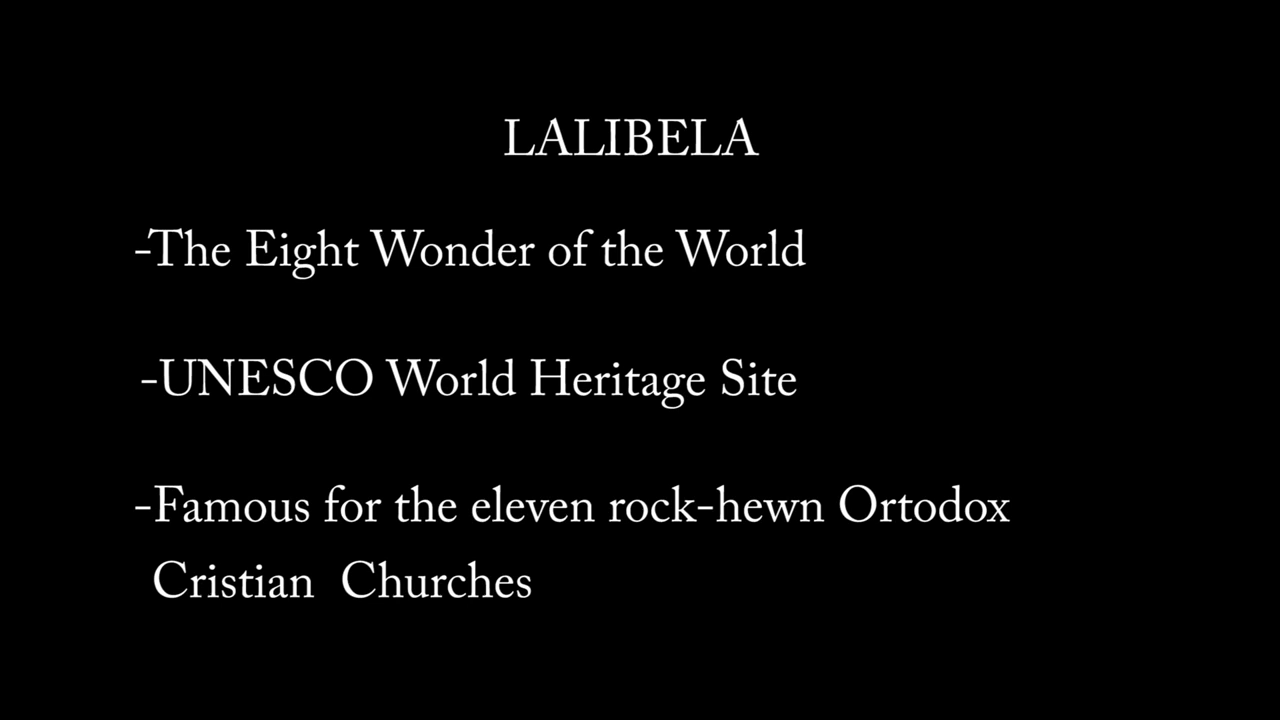 LALIBELA
-The Eight Wonder of the World
-UNESCO World Heritage Site
-Famous for the eleven rock-hewn Ortodox
Cristian Churches